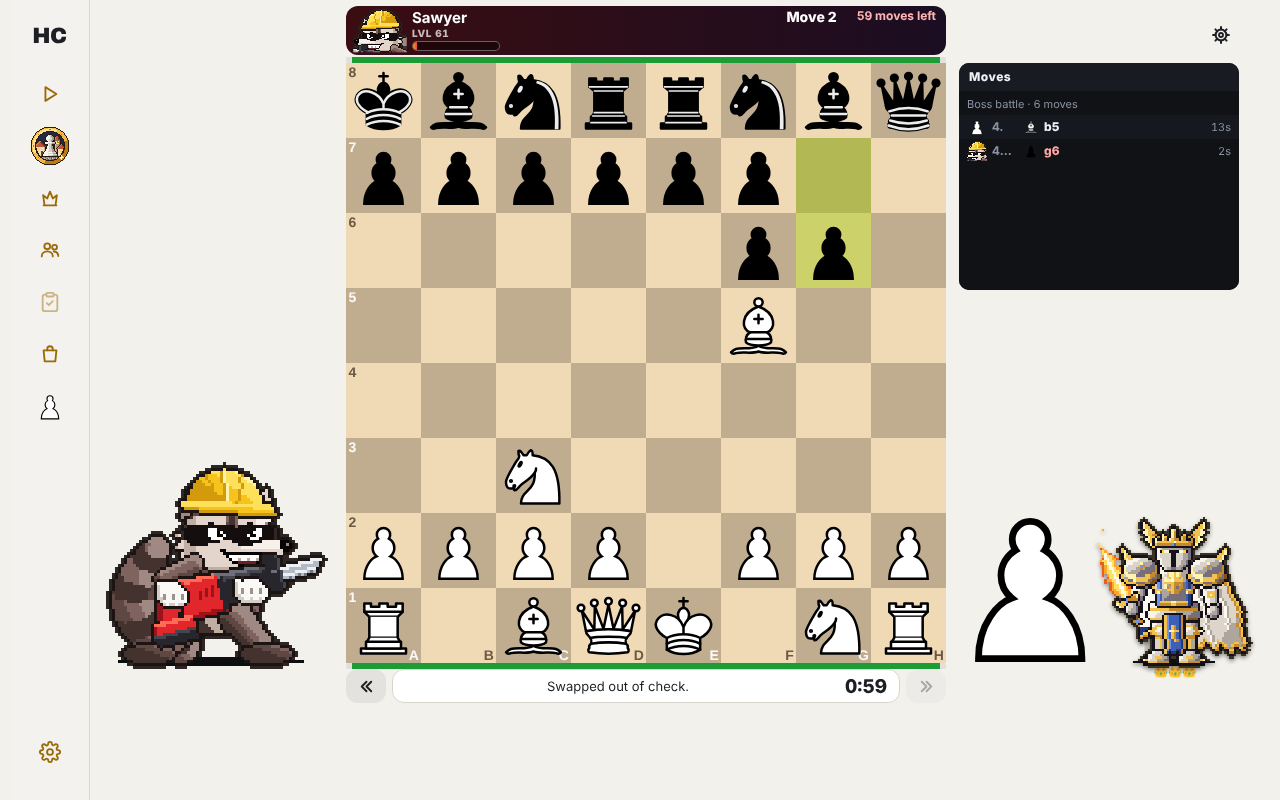 HC
Sawyer
LVL 61
Move 2
59 moves left
Moves
Boss battle · 6 moves
4. b5 13s
4... g6 2s
8
7
6
5
4
3
2
1
A B C D E F G H
Swapped out of check.
0:59